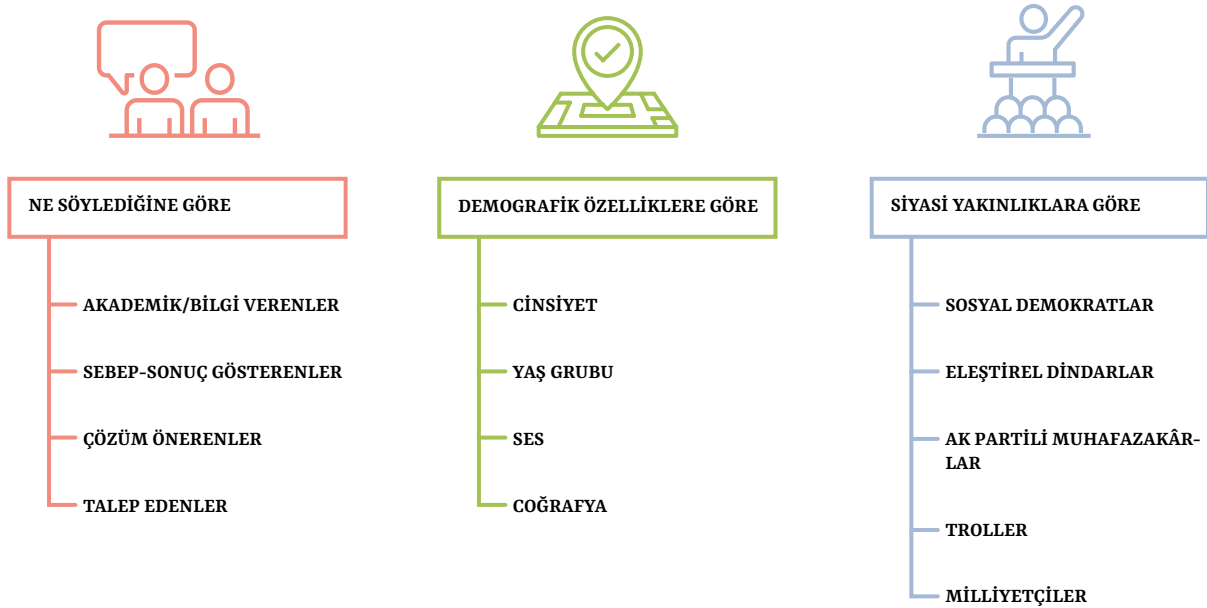 NE SÖYLEDİĞİNE GÖRE
AKADEMİK/BİLGİ VERENLER
SEBEP-SONUÇ GÖSTERENLER
ÇÖZÜM ÖNERENLER
TALEP EDENLER
DEMOGRAFİK ÖZELLİKLERE GÖRE
CİNSİYET
YAŞ GRUBU
SES
COĞRAFYA
SİYASİ YAKINLIKLARA GÖRE
SOSYAL DEMOKRATLAR
ELEŞTİREL DİNDARLAR
AK PARTİLİ MUHAFAZAKÂR-
LAR
TROLLER
MİLLİYETÇİLER